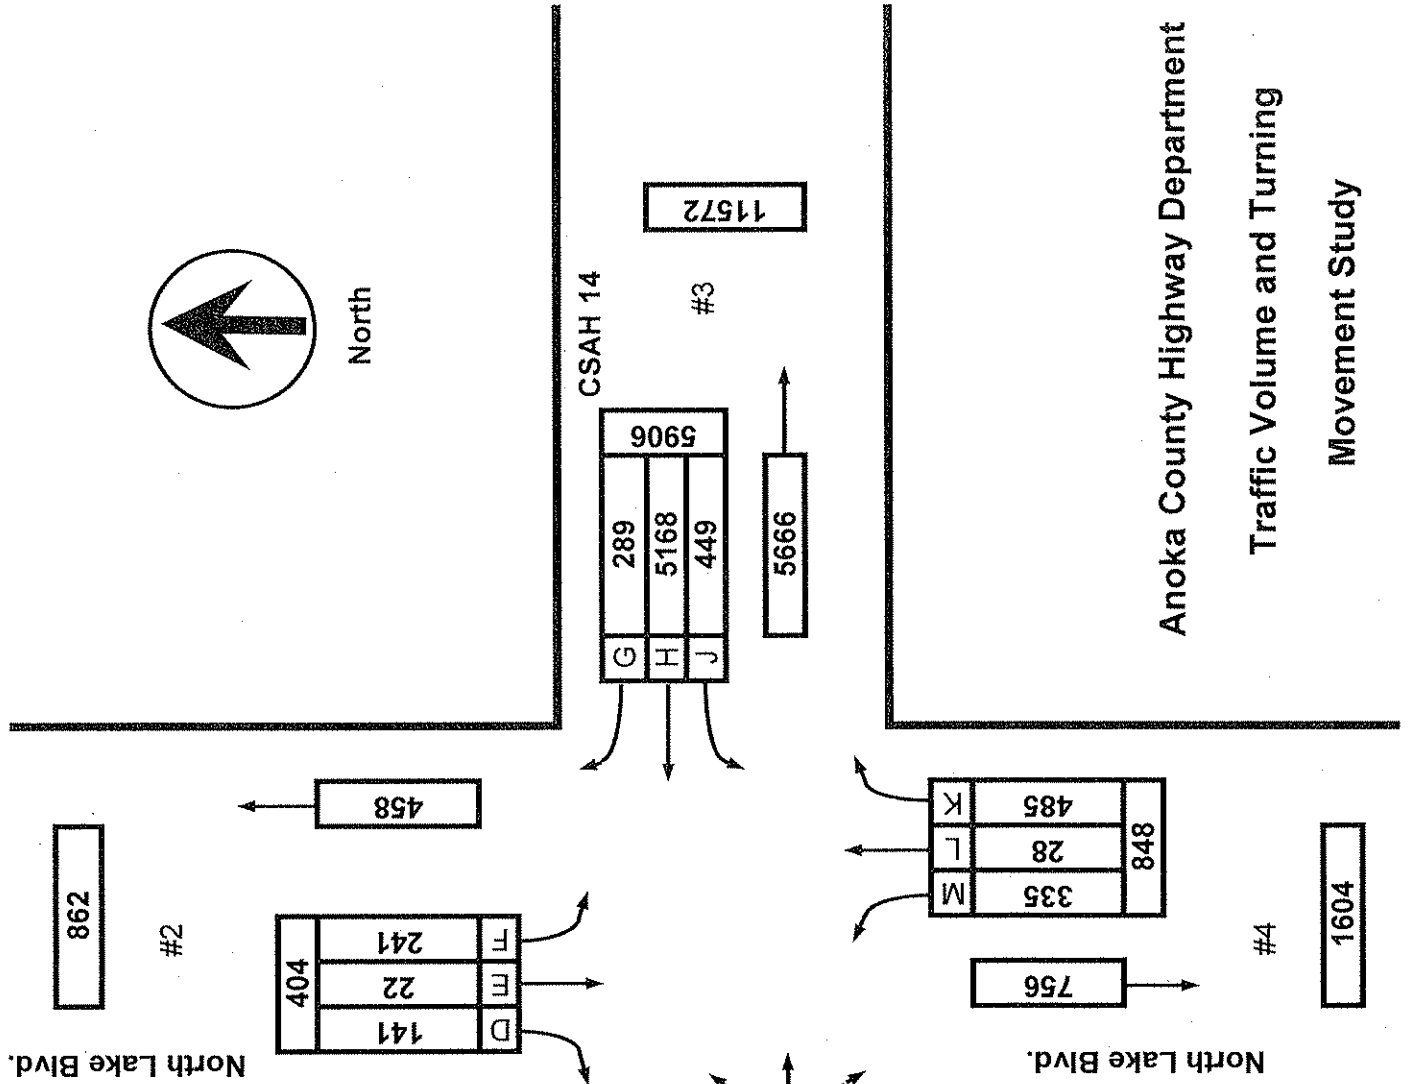 North Lake Blvd.
862
#2
404
141
22
241
D
E
F
458
North
CSAH 14
G
289
H
5168
J
449
5906
5666
#3
11572
M
L
K
335
28
485
848
756
#4
1604
North Lake Blvd.
Anoka County Highway Department
Traffic Volume and Turning
Movement Study